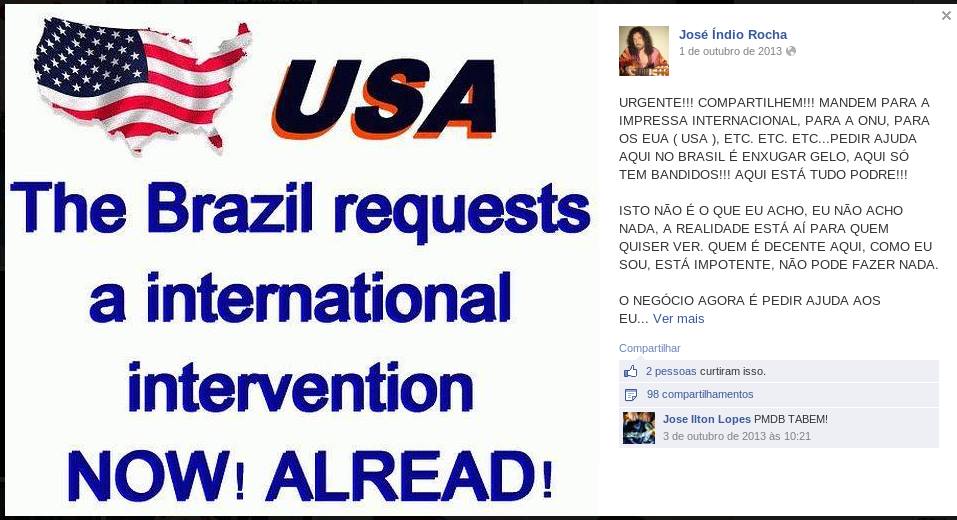 USA
The Brazil requests
a international
intervention
NOW! ALREAD!
José Índio Rocha
1 de outubro de 2013
URGENTE!!! COMPARTILHEM!!! MANDEM PARA A
IMPRESSA INTERNACIONAL, PARA A ONU, PARA
OS EUA ( USA ), ETC. ETC. ETC...PEDIR AJUDA
AQUI NO BRASIL É ENXUGAR GELO, AQUI SÓ
TEM BANDIDOS!!! AQUI ESTÁ TUDO PODRE!!!
ISTO NÃO É O QUE EU ACHO, EU NÃO ACHO
NADA, A REALIDADE ESTÁ AÍ PARA QUEM
QUISER VER. QUEM É DECENTE AQUI, COMO EU
SOU, ESTÁ IMPOTENTE, NÃO PODE FAZER NADA.
O NEGÓCIO AGORA É PEDIR AJUDA AOS
EU... Ver mais
Compartilhar
2 pessoas curtiram isso.
98 compartilhamentos
Jose Ilton Lopes PMDB TABEM!
3 de outubro de 2013 às 10:21